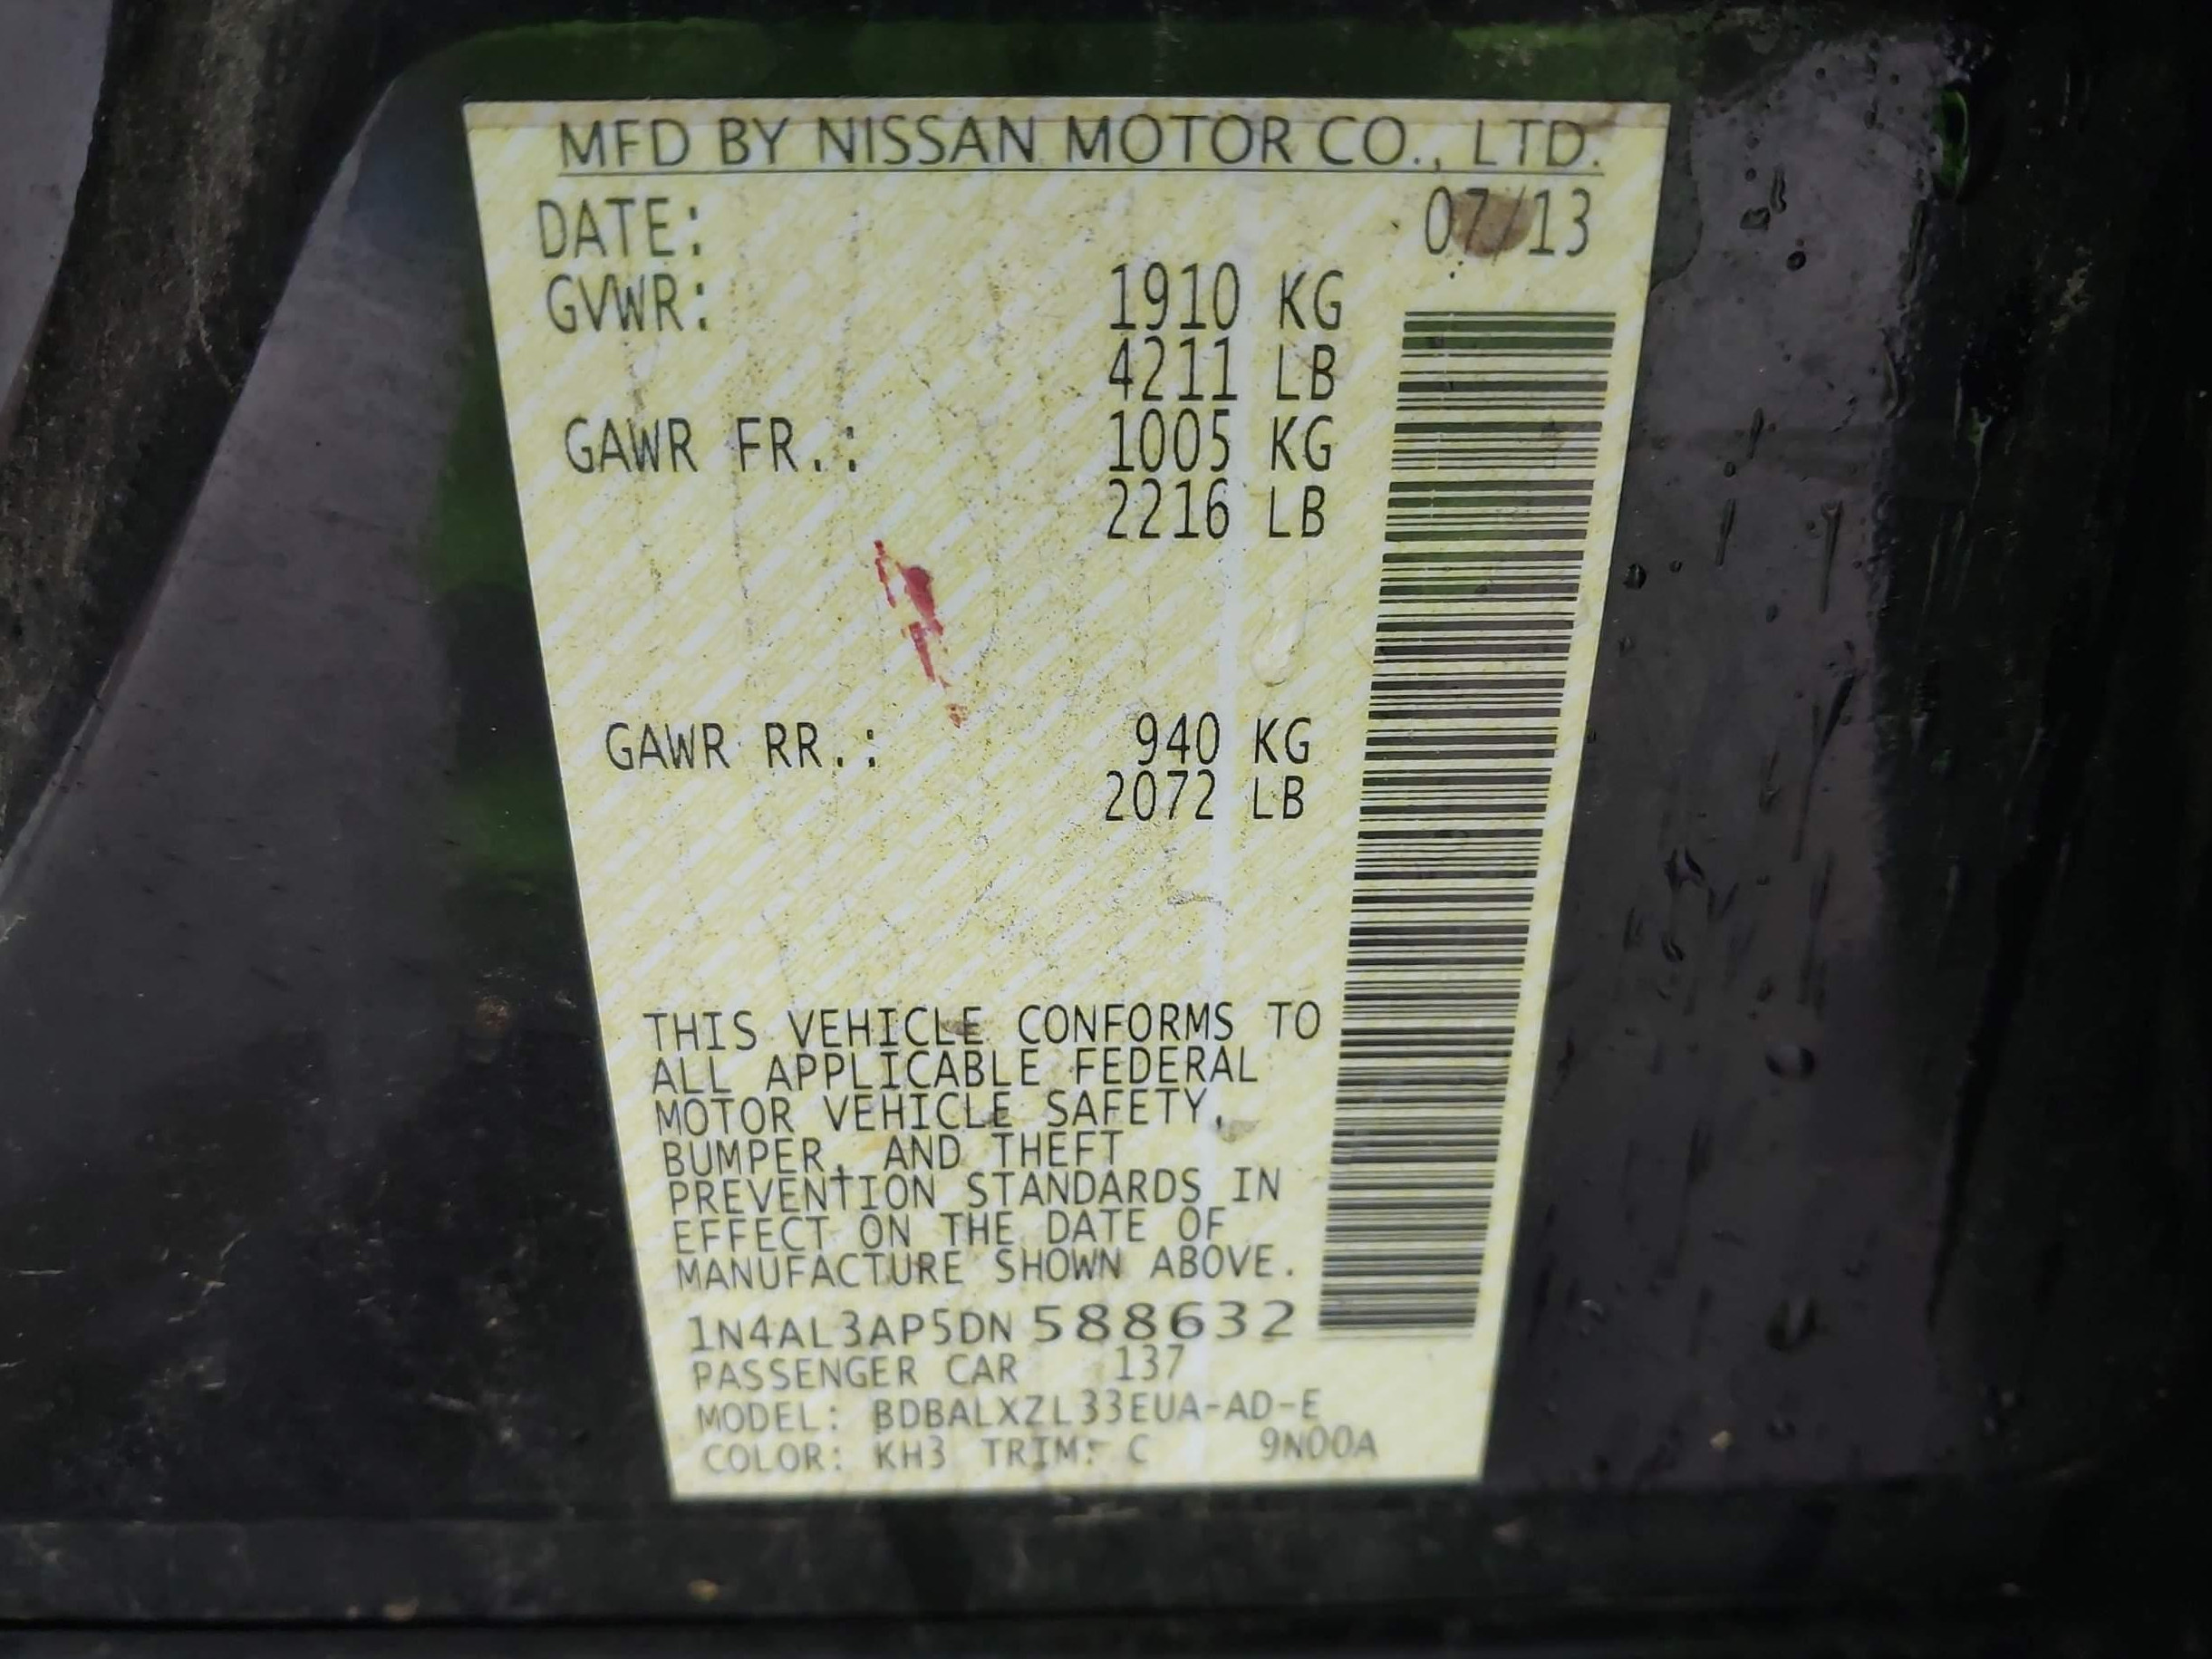 MFD BY NISSAN MOTOR CO., LTD.
DATE: 07/13
GVWR: 1910 KG
4211 LB
GAWR FR.: 1005 KG
2216 LB
GAWR RR.: 940 KG
2072 LB
THIS VEHICLE CONFORMS TO
ALL APPLICABLE FEDERAL
MOTOR VEHICLE SAFETY,
BUMPER, AND THEFT
PREVENTION STANDARDS IN
EFFECT ON THE DATE OF
MANUFACTURE SHOWN ABOVE.
1N4AL3AP5DN 588632
PASSENGER CAR 137
MODEL: BDBALXZL33EUA-AD-E
COLOR: KH3 TRIM: C 9N00A